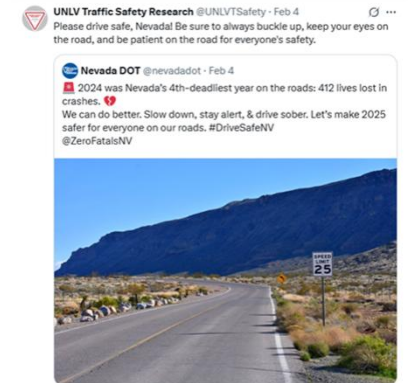 UNLV Traffic Safety Research @UNLVTSafety · Feb 4
Please drive safe, Nevada! Be sure to always buckle up, keep your eyes on
the road, and be patient on the road for everyone's safety.
Nevada DOT @nevadadot · Feb 4
🚨 2024 was Nevada's 4th-deadliest year on the roads: 412 lives lost in
crashes. 💔
We can do better. Slow down, stay alert, & drive sober. Let's make 2025
safer for everyone on our roads. #DriveSafeNV
@ZeroFatalsNV
SPEED
LIMIT
25